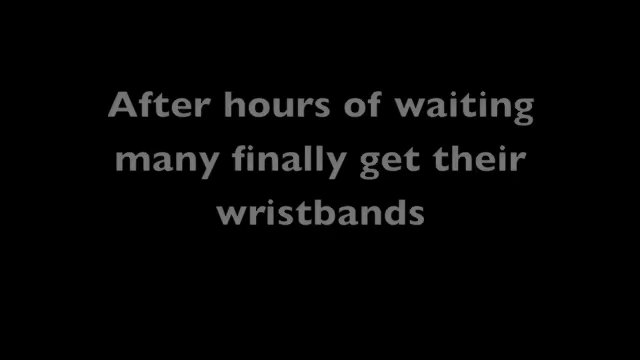 After hours of waiting
many finally get their
wristbands